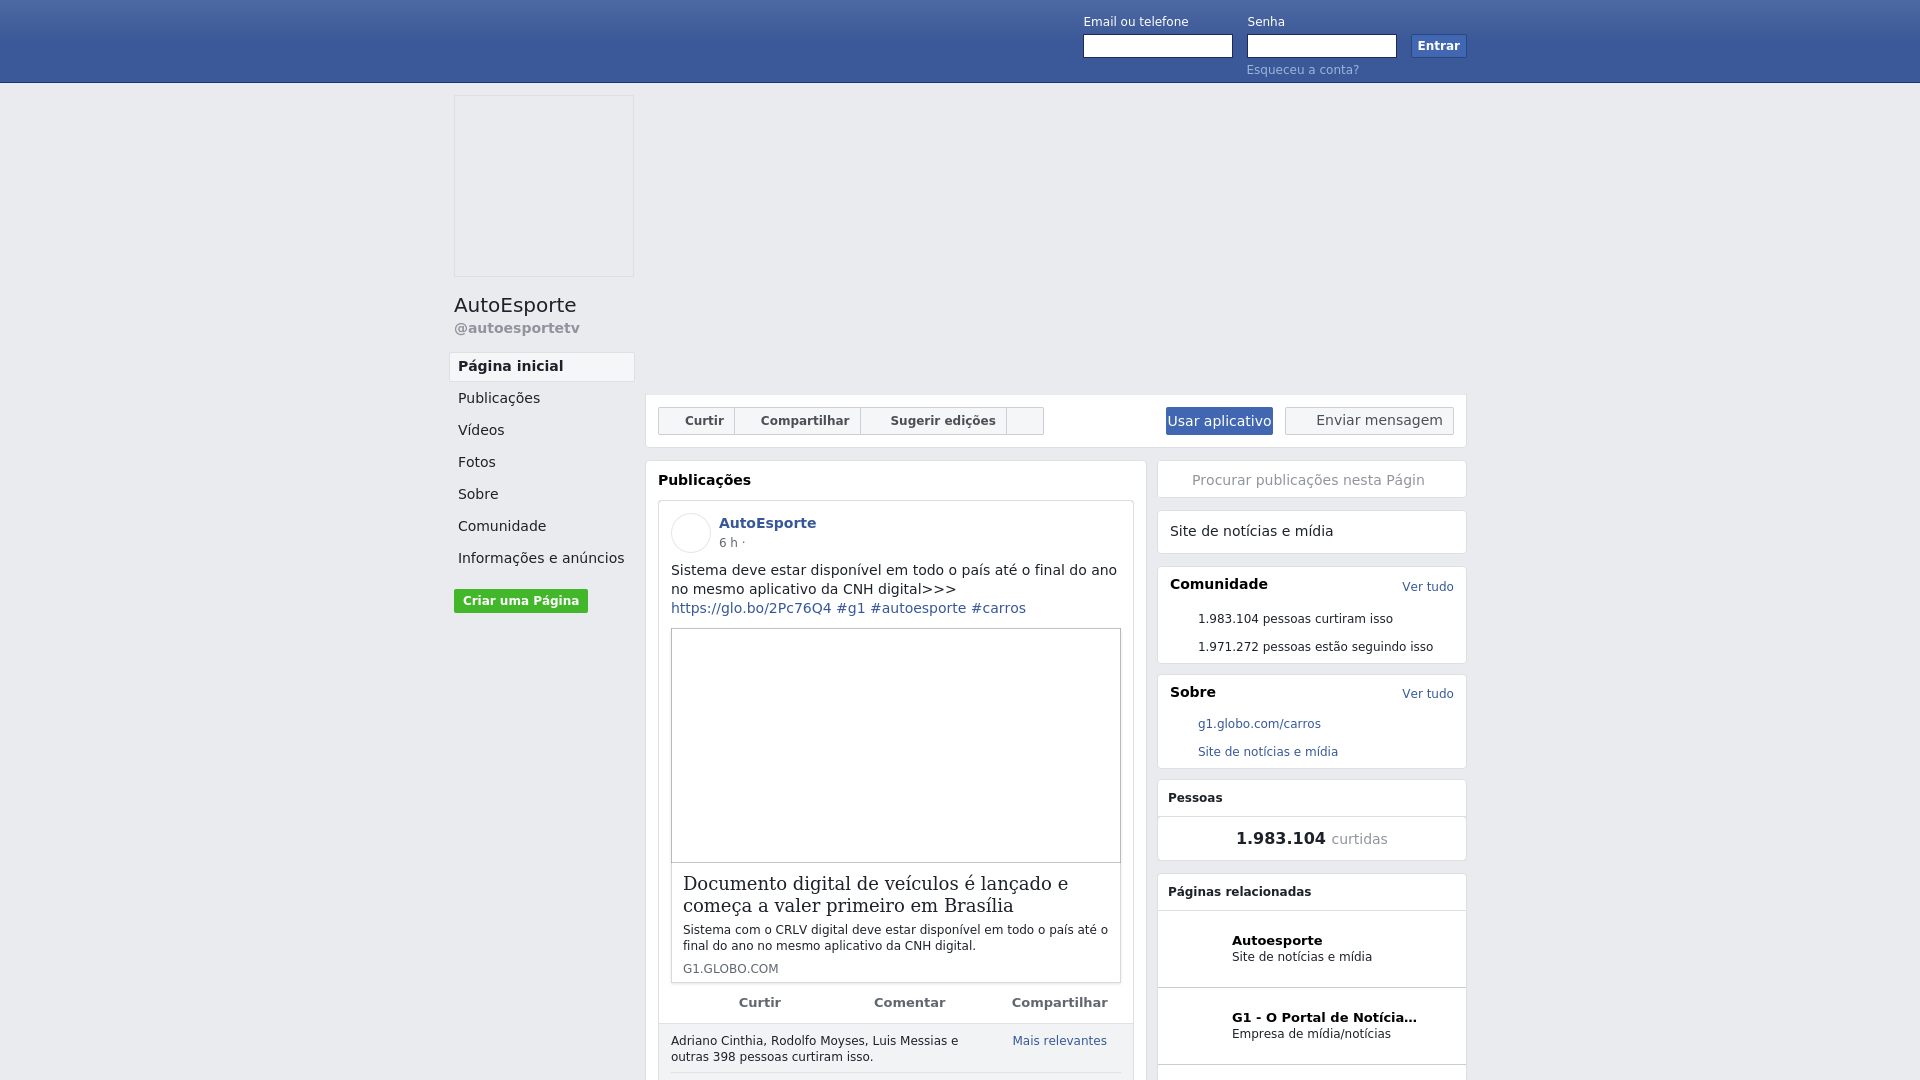 Email ou telefone
Senha
Entrar
Esqueceu a conta?
AutoEsporte
@autoesportetv
Página inicial
Publicações
Vídeos
Fotos
Sobre
Comunidade
Informações e anúncios
Criar uma Página
Curtir
Compartilhar
Sugerir edições
Usar aplicativo
Enviar mensagem
Publicações
AutoEsporte
6 h ·
Sistema deve estar disponível em todo o país até o final do ano
no mesmo aplicativo da CNH digital>>>
https://glo.bo/2Pc76Q4 #g1 #autoesporte #carros
Documento digital de veículos é lançado e
começa a valer primeiro em Brasília
Sistema com o CRLV digital deve estar disponível em todo o país até o
final do ano no mesmo aplicativo da CNH digital.
G1.GLOBO.COM
Curtir
Comentar
Compartilhar
Adriano Cinthia, Rodolfo Moyses, Luis Messias e
outras 398 pessoas curtiram isso.
Mais relevantes
Procurar publicações nesta Págin
Site de notícias e mídia
Comunidade
Ver tudo
1.983.104 pessoas curtiram isso
1.971.272 pessoas estão seguindo isso
Sobre
Ver tudo
g1.globo.com/carros
Site de notícias e mídia
Pessoas
1.983.104 curtidas
Páginas relacionadas
Autoesporte
Site de notícias e mídia
G1 - O Portal de Notícia...
Empresa de mídia/notícias